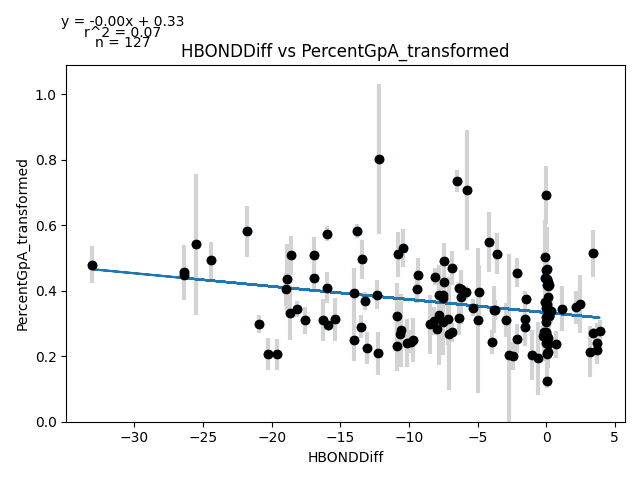 y = -0.00x + 0.33
r^2 = 0.07
n = 127
HBONDDiff vs PercentGpA_transformed
PercentGpA_transformed
1.0
0.8
0.6
0.4
0.2
0.0
−30 −25 −20 −15 −10 −5 0 5
HBONDDiff